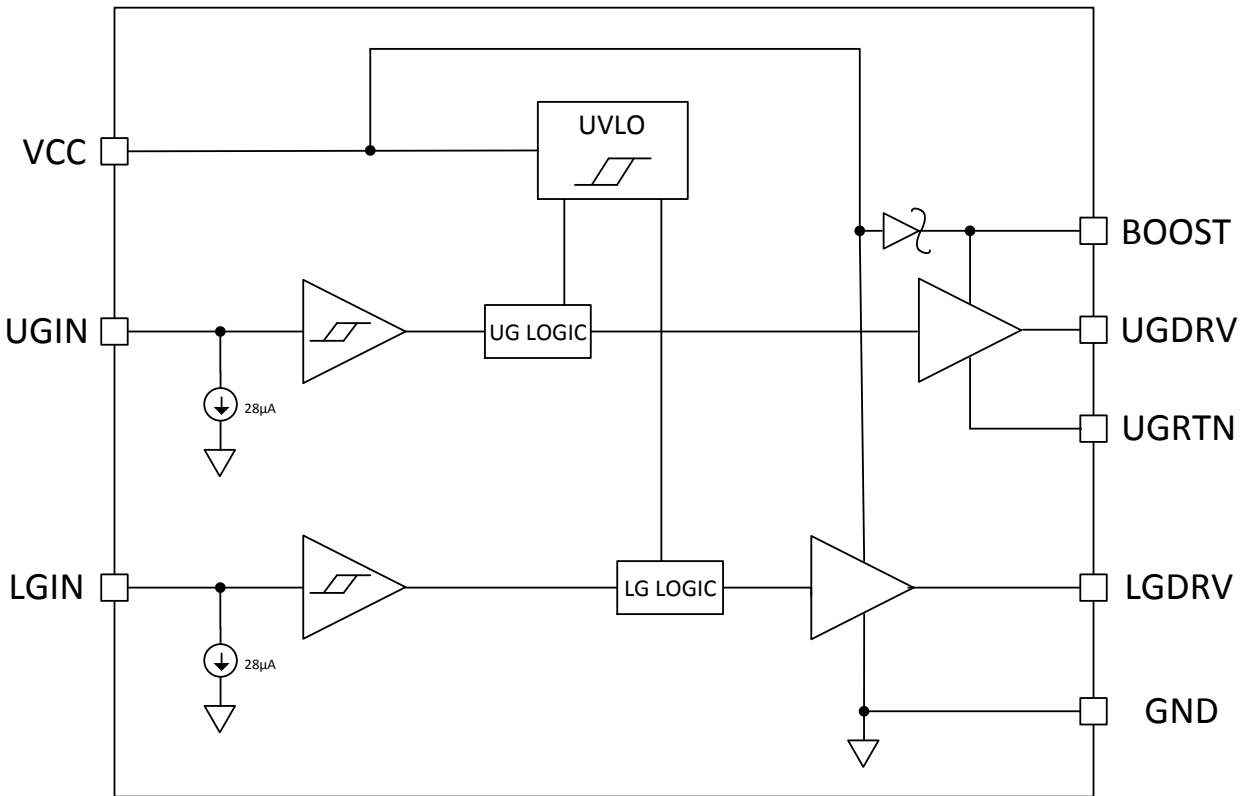 UVLO
VCC
BOOST
UGIN
UG LOGIC
UGDRV
28µA
UGRTN
LGIN
LG LOGIC
LGDRV
28µA
GND